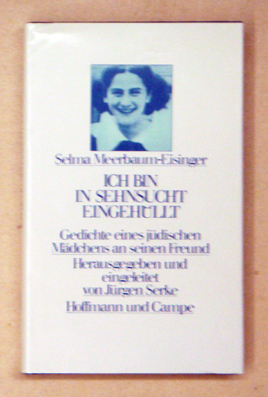 Selma Meerbaum-Eisinger
ICH BIN
IN SEHNSUCHT
EINGEHÜLLT
Gedichte eines jüdischen
Mädchens an seinen Freund
Herausgegeben und
eingeleitet
von Jürgen Serke
Hoffmann und Campe